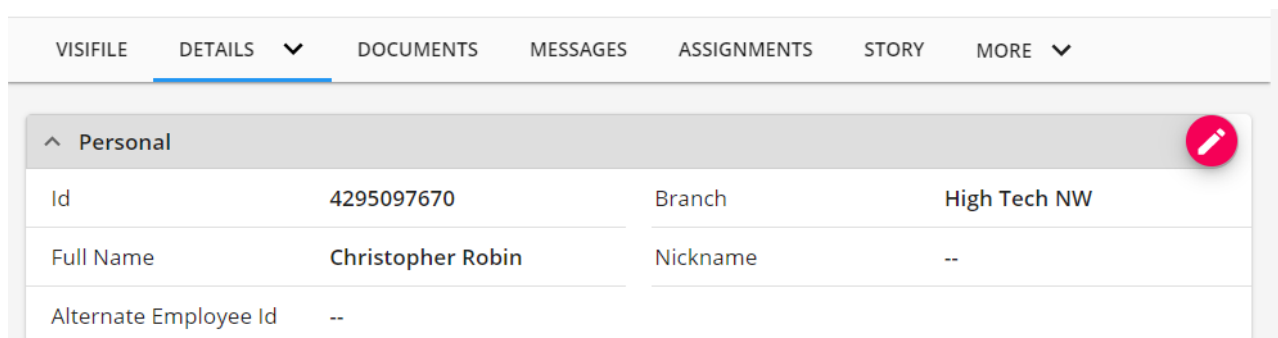 VISIFILE DETAILS DOCUMENTS MESSAGES ASSIGNMENTS STORY MORE
Personal
Id 4295097670 Branch High Tech NW
Full Name Christopher Robin Nickname --
Alternate Employee Id --